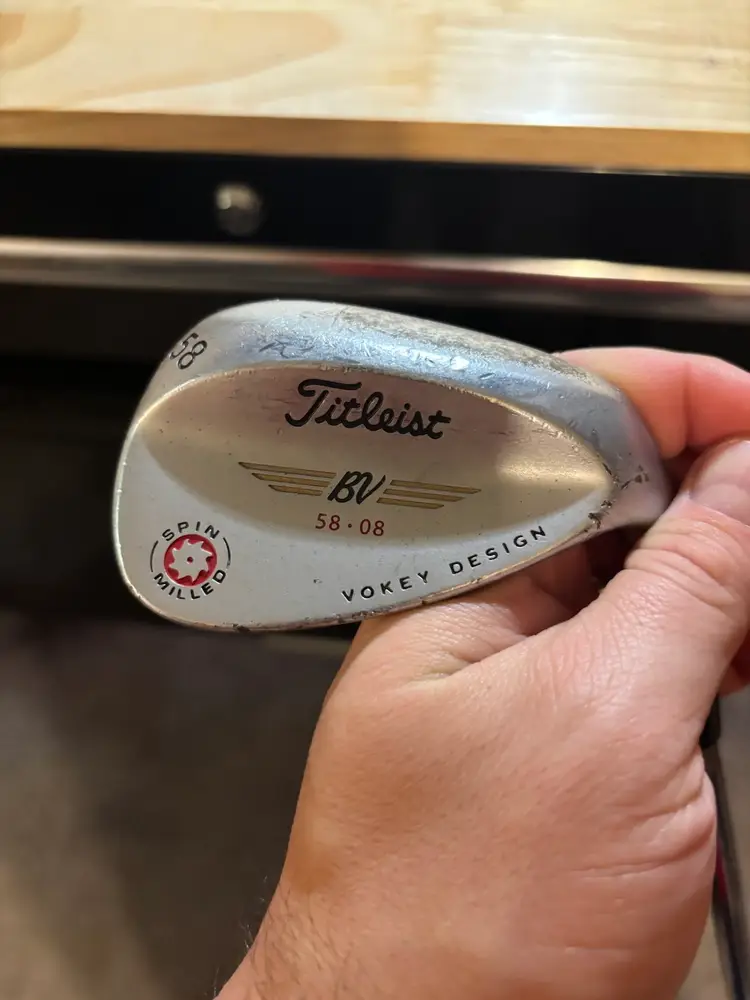 58
Titleist
BV
58·08
SPIN
MILLED
VOKEY DESIGN